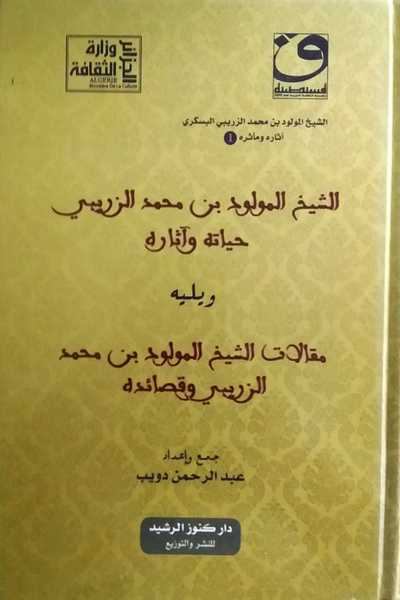 وزارة
الثقافة
الجزائر
ALGERIE
Ministère De La Culture
قسنطينة
الشيخ المولود بن محمد الزريبي البسكري
آثاره ومآثره 1
الشيخ المولود بن محمد الزريبي
حياته وآثاره
ويليه
مقالات الشيخ المولود بن محمد
الزريبي وقصائده
جمع وإعداد
عبد الرحمن دويب
دار كنوز الرشيد
للنشر والتوزيع